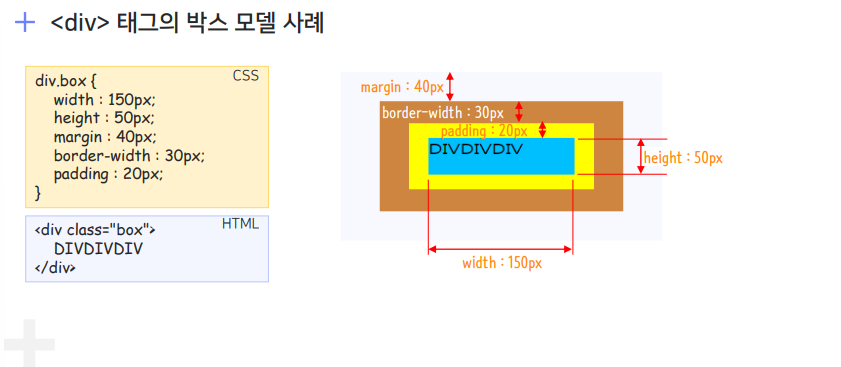 <div> 태그의 박스 모델 사례
CSS
div.box {
width : 150px;
height : 50px;
margin : 40px;
border-width : 30px;
padding : 20px;
}
HTML
<div class="box">
DIVDIVDIV
</div>
margin : 40px
border-width : 30px
padding : 20px
DIVDIVDIV
height : 50px
width : 150px